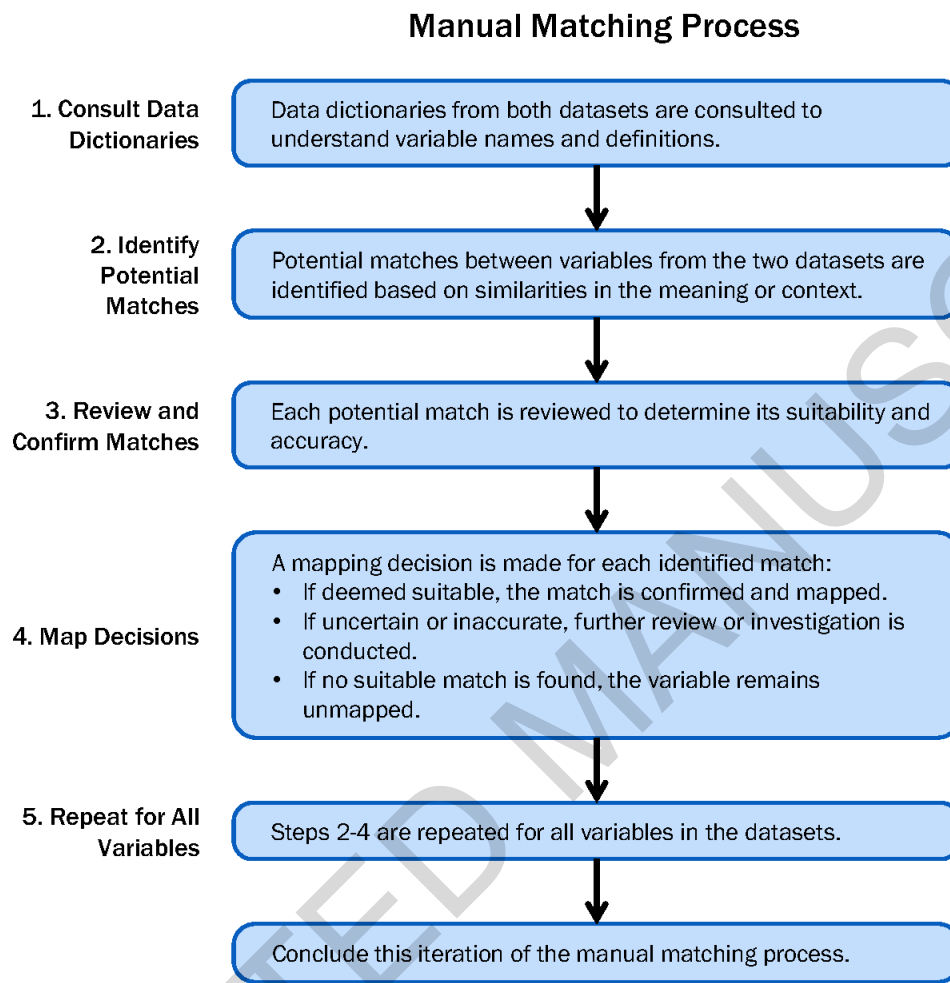 Manual Matching Process
1. Consult Data
Dictionaries
Data dictionaries from both datasets are consulted to
understand variable names and definitions.
2. Identify
Potential
Matches
Potential matches between variables from the two datasets are
identified based on similarities in the meaning or context.
3. Review and
Confirm Matches
Each potential match is reviewed to determine its suitability and
accuracy.
4. Map Decisions
A mapping decision is made for each identified match:
• If deemed suitable, the match is confirmed and mapped.
• If uncertain or inaccurate, further review or investigation is
conducted.
• If no suitable match is found, the variable remains
unmapped.
5. Repeat for All
Variables
Steps 2-4 are repeated for all variables in the datasets.
Conclude this iteration of the manual matching process.